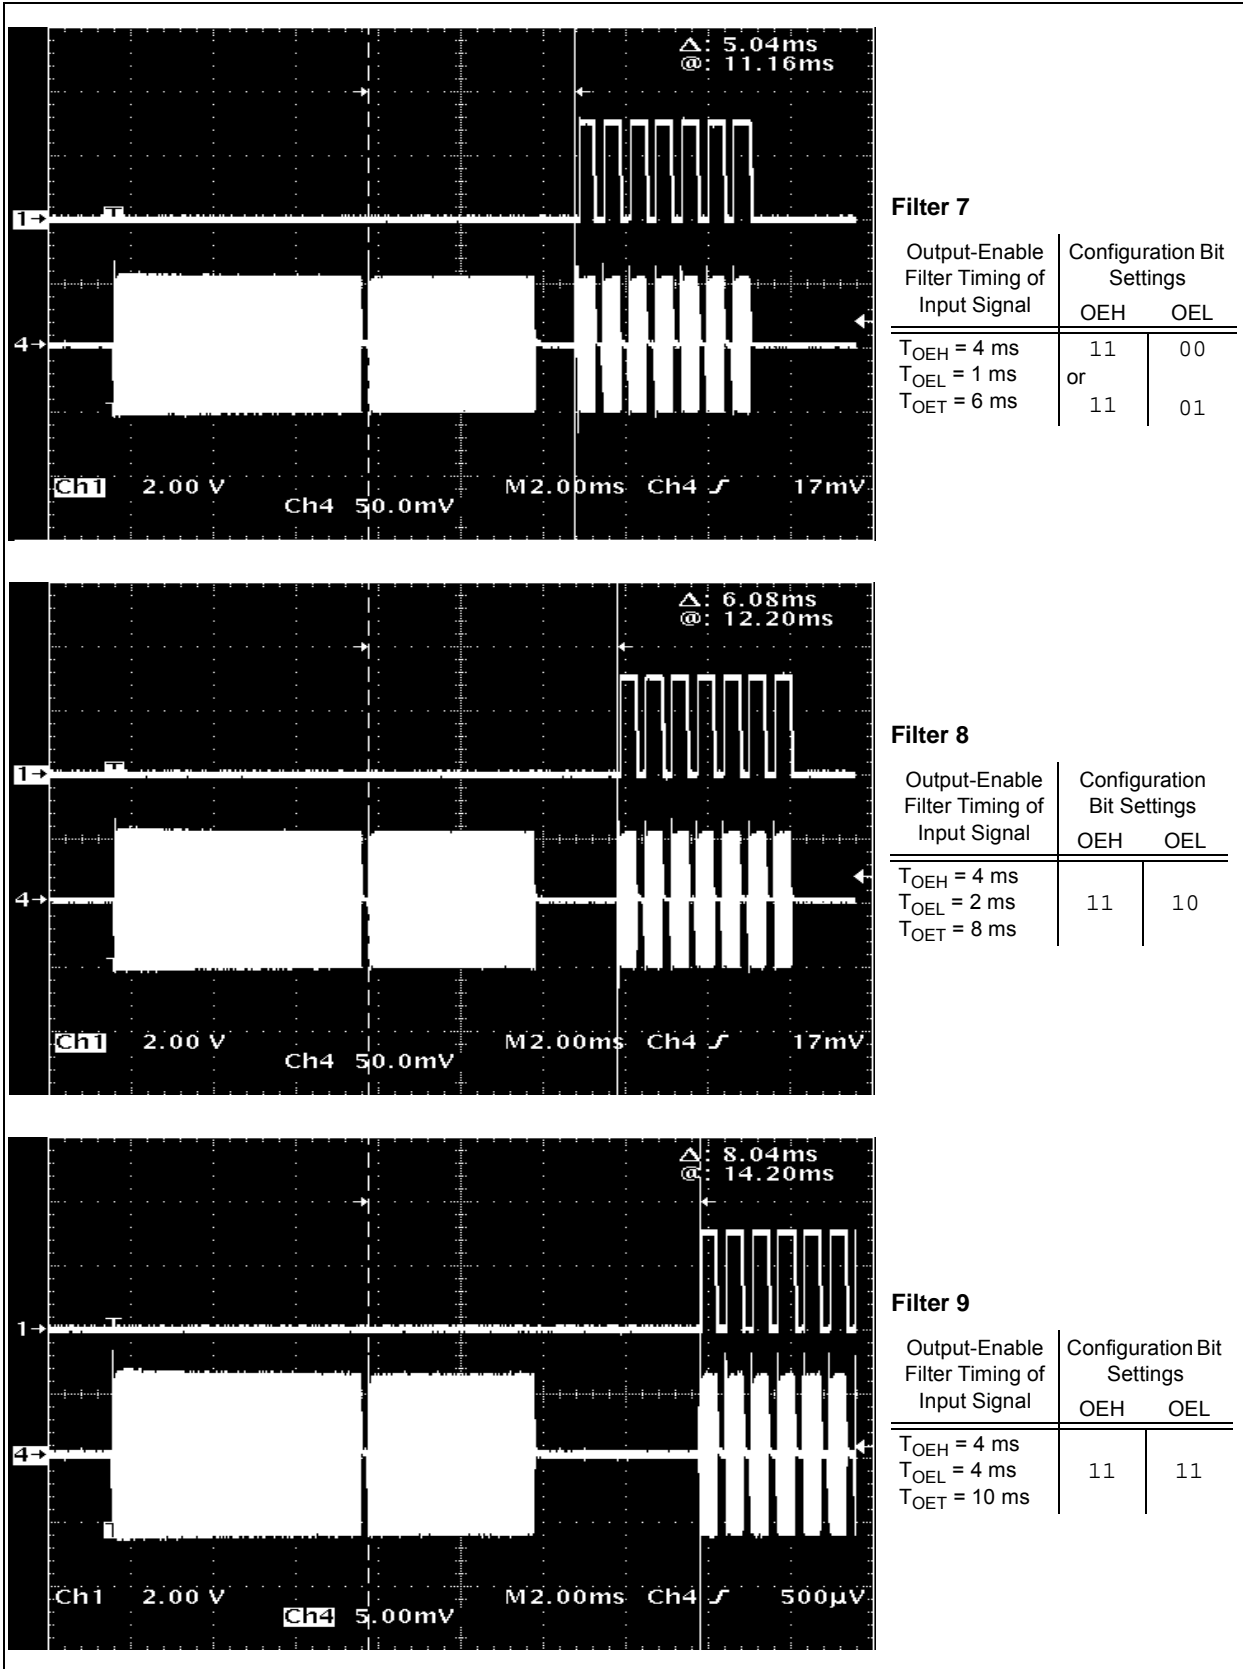 Δ: 5.04ms
@: 11.16ms
T
1→
4→
Ch1 2.00 V
Ch4 50.0mV
M2.00ms Ch4 17mV
Filter 7
Output-Enable Filter Timing of Input Signal
Configuration Bit Settings
OEH OEL
TOEH = 4 ms 11 00
TOEL = 1 ms or
TOET = 6 ms 11 01
Δ: 6.08ms
@: 12.20ms
T
1→
4→
Ch1 2.00 V
Ch4 50.0mV
M2.00ms Ch4 17mV
Filter 8
Output-Enable Filter Timing of Input Signal
Configuration Bit Settings
OEH OEL
TOEH = 4 ms
TOEL = 2 ms 11 10
TOET = 8 ms
Δ: 8.04ms
@: 14.20ms
T
1→
4→
Ch1 2.00 V
Ch4 5.00mV
M2.00ms Ch4 500µV
Filter 9
Output-Enable Filter Timing of Input Signal
Configuration Bit Settings
OEH OEL
TOEH = 4 ms
TOEL = 4 ms 11 11
TOET = 10 ms